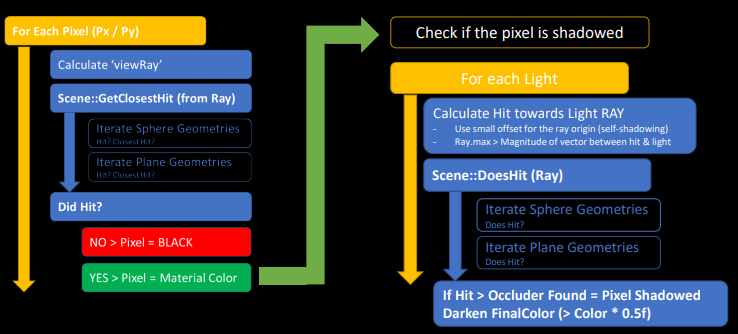 For Each Pixel (Px / Py)
Calculate ‘viewRay’
Scene::GetClosestHit (from Ray)
Iterate Sphere Geometries
Hit? Closest Hit?
Iterate Plane Geometries
Hit? Closest Hit?
Did Hit?
NO > Pixel = BLACK
YES > Pixel = Material Color
Check if the pixel is shadowed
For each Light
Calculate Hit towards Light RAY
- Use small offset for the ray origin (self-shadowing)
- Ray.max > Magnitude of vector between hit & light
Scene::DoesHit (Ray)
Iterate Sphere Geometries
Does Hit?
Iterate Plane Geometries
Does Hit?
If Hit > Occluder Found = Pixel Shadowed
Darken FinalColor (> Color * 0.5f)